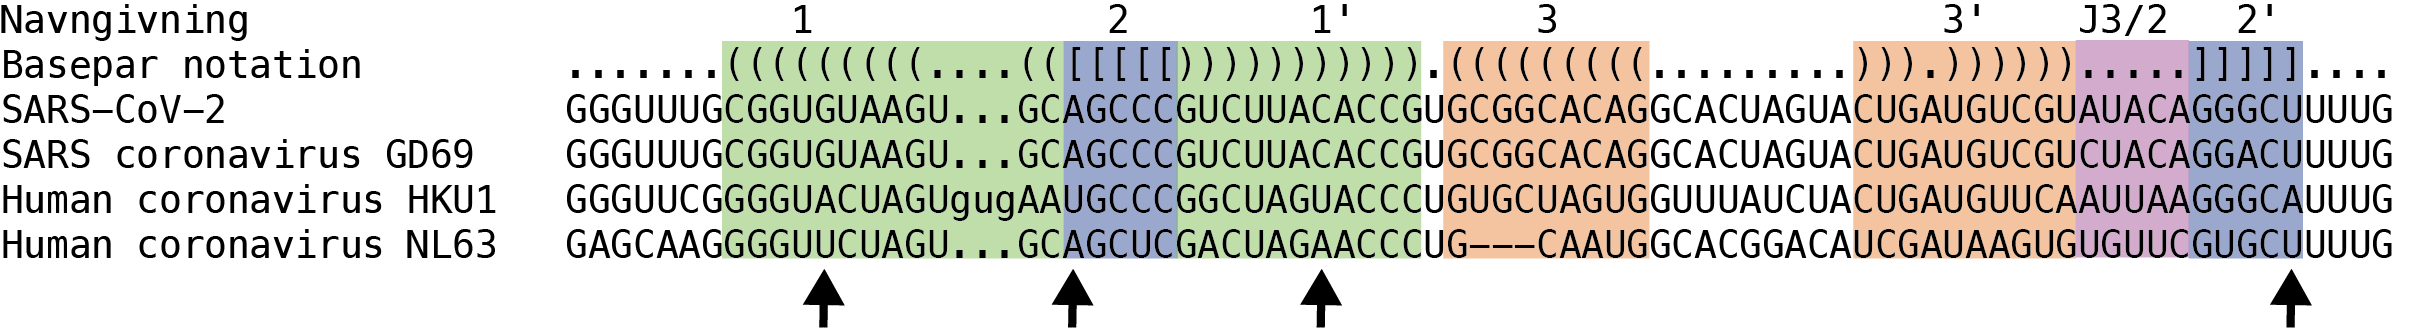 Navngivning 1 2 1' 3 3' J3/2 2'
Basepar notation .......(((((((((....(([[[[[))))))))))).(((((((((.........))).)))))).....]]]]]....
SARS−CoV−2 GGGUUUGCGGUGUAAGU...GCAGCCCGUCUUACACCGUGCGGCACAGGCACUAGUACUGAUGUCGUAUACAGGGCUUUUG
SARS coronavirus GD69 GGGUUUGCGGUGUAAGU...GCAGCCCGUCUUACACCGUGCGGCACAGGCACUAGUACUGAUGUCGUCUACAGGACUUUUG
Human coronavirus HKU1 GGGUUCGGGGUACUAGUgugAAUGCCCGGCUAGUACCCUGUGCUAGUGGUUUAUCUACUGAUGUUCAAUUAAGGGCAUUUG
Human coronavirus NL63 GAGCAAGGGGUUCUAGU...GCAGCUCGACUAGAACCCUG−−−CAAUGGCACGGACAUCGAUAAGUGUGUUCGUGCUUUUG